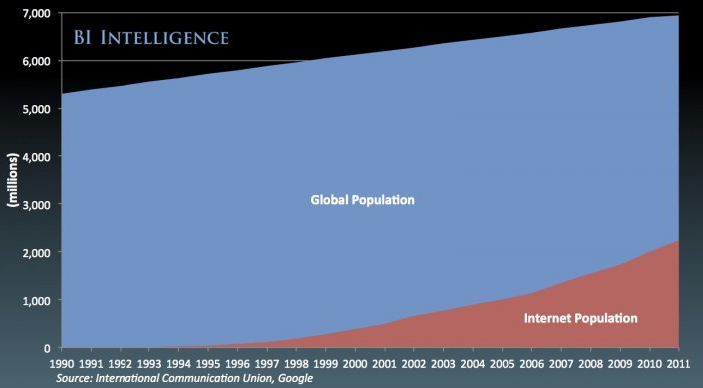 7,000
BI INTELLIGENCE
6,000
5,000
4,000
(millions)
Global Population
3,000
2,000
1,000
Internet Population
0
1990 1991 1992 1993 1994 1995 1996 1997 1998 1999 2000 2001 2002 2003 2004 2005 2006 2007 2008 2009 2010 2011
Source: International Communication Union, Google